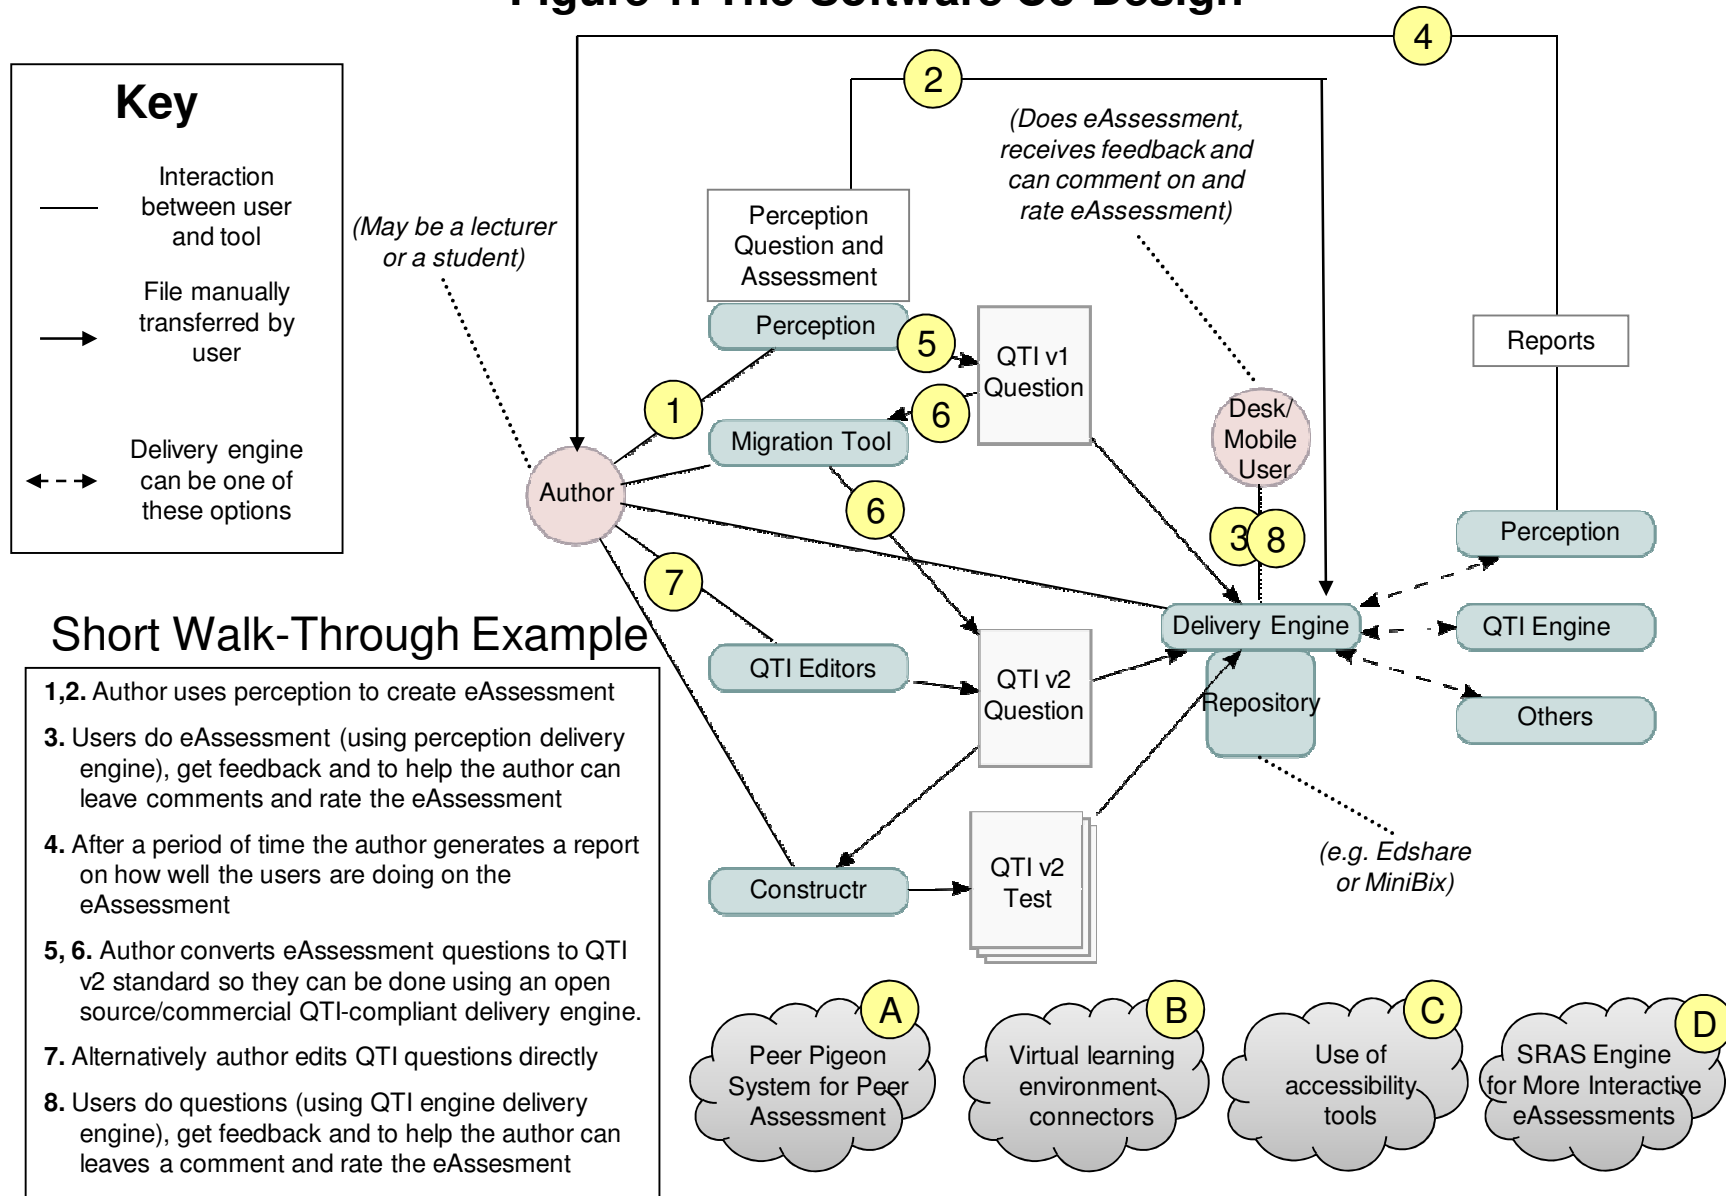 Figure 1: The Software Co-Design
4
2
Key
Interaction
between user
and tool
File manually
transferred by
user
Delivery engine
can be one of
these options
(May be a lecturer
or a student)
(Does eAssessment,
receives feedback and
can comment on and
rate eAssessment)
Perception
Question and
Assessment
Perception
5
QTI v1
Question
Reports
1
6
Migration Tool
Desk/
Mobile
User
Author
6
3
8
Perception
7
Delivery Engine
QTI Engine
QTI Editors
QTI v2
Question
Repository
Others
Constructr
QTI v2
Test
(e.g. Edshare
or MiniBix)
Short Walk-Through Example
1,2. Author uses perception to create eAssessment
3. Users do eAssessment (using perception delivery
engine), get feedback and to help the author can
leave comments and rate the eAssessment
4. After a period of time the author generates a report
on how well the users are doing on the
eAssessment
5, 6. Author converts eAssessment questions to QTI
v2 standard so they can be done using an open
source/commercial QTI-compliant delivery engine.
7. Alternatively author edits QTI questions directly
8. Users do questions (using QTI engine delivery
engine), get feedback and to help the author can
leaves a comment and rate the eAssesment
A
Peer Pigeon
System for Peer
Assessment
B
Virtual learning
environment
connectors
C
Use of
accessibility
tools
D
SRAS Engine
for More Interactive
eAssessments